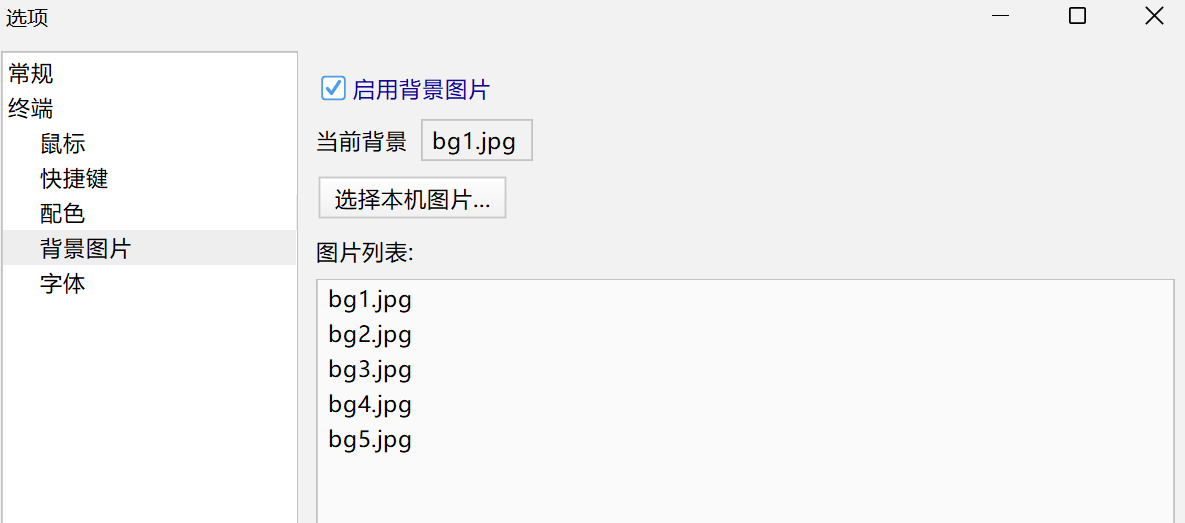 选项
常规
终端
鼠标
快捷键
配色
背景图片
字体
启用背景图片
当前背景 bg1.jpg
选择本机图片...
图片列表:
bg1.jpg
bg2.jpg
bg3.jpg
bg4.jpg
bg5.jpg